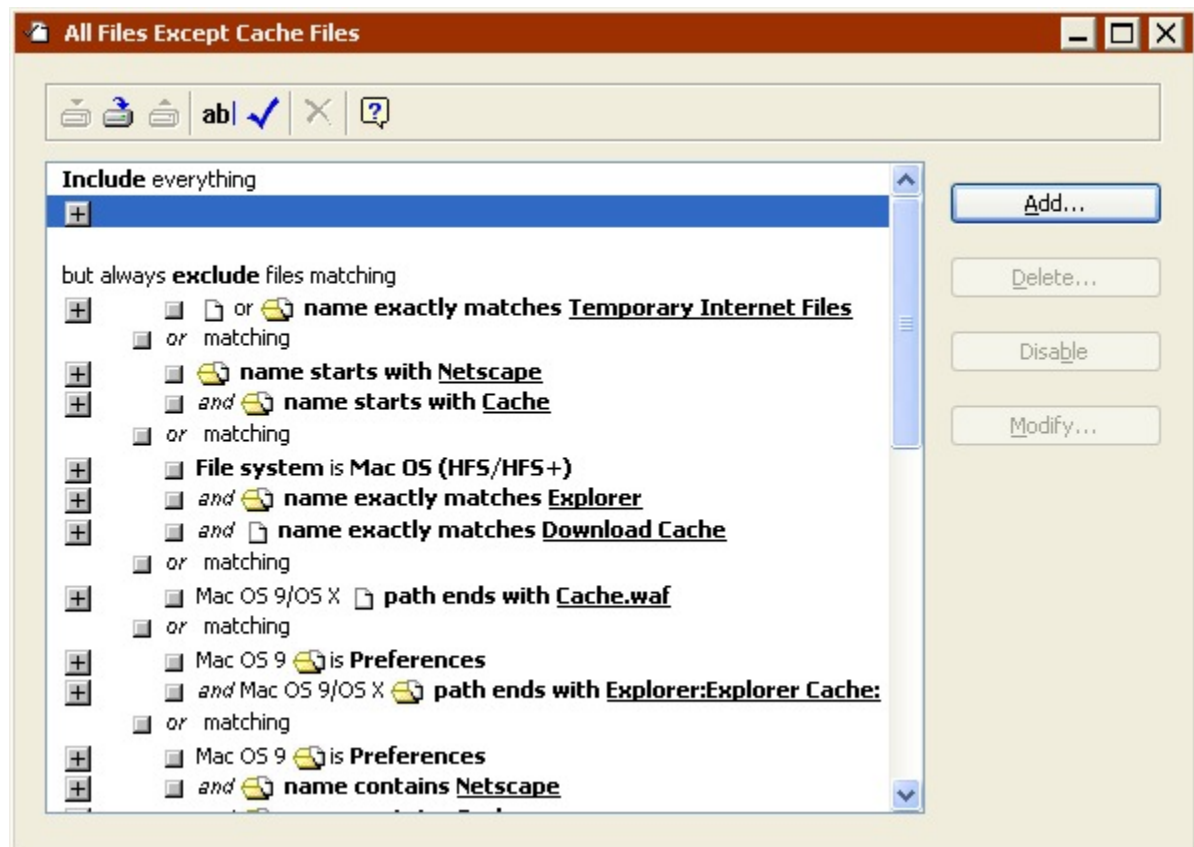 All Files Except Cache Files
ab|
Include everything
Add...
but always exclude files matching
Delete...
or name exactly matches Temporary Internet Files
or matching
Disable
name starts with Netscape
and name starts with Cache
Modify...
or matching
File system is Mac OS (HFS/HFS+)
and name exactly matches Explorer
and name exactly matches Download Cache
or matching
Mac OS 9/OS X path ends with Cache.waf
or matching
Mac OS 9 is Preferences
and Mac OS 9/OS X path ends with Explorer:Explorer Cache:
or matching
Mac OS 9 is Preferences
and name contains Netscape